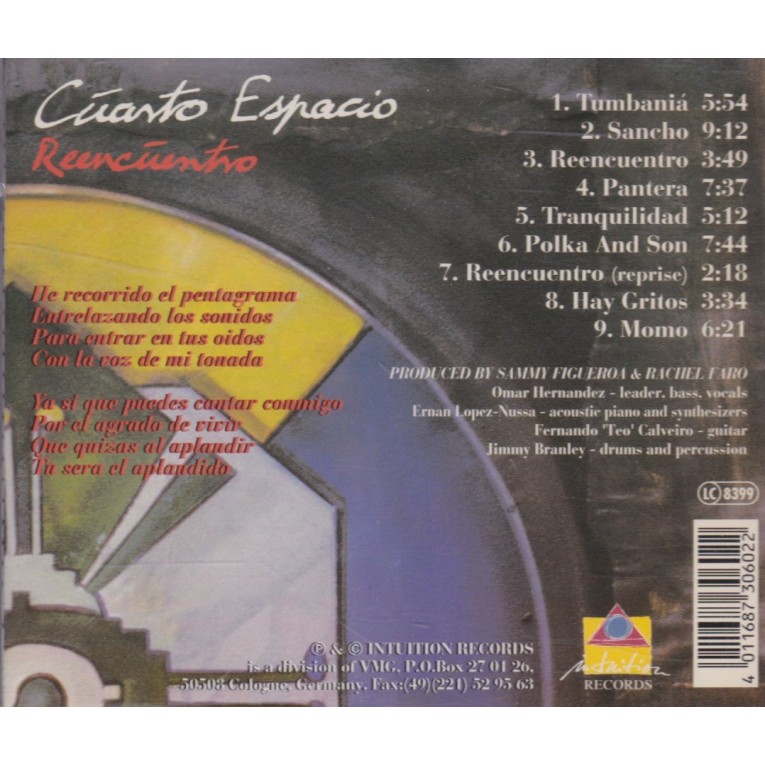 Cuarto Espacio
Reencuentro
1. Tumbaniá 5:54
2. Sancho 9:12
3. Reencuentro 3:49
4. Pantera 7:37
5. Tranquilidad 5:12
6. Polka And Son 7:44
7. Reencuentro (reprise) 2:18
8. Hay Gritos 3:34
9. Momo 6:21
He recorrido el pentagrama
Entrelazando los sonidos
Para entrar en tus oidos
Con la voz de mi tonada
Ya si que puedes cantar conmigo
Por el agrado de vivir
Que quizas al aplaudir
Tu sera el aplaudido
PRODUCED BY SAMMY FIGUEROA & RACHEL FARO
Omar Hernandez - leader, bass, vocals
Ernan Lopez-Nussa - acoustic piano and synthesizers
Fernando 'Teo' Calveiro - guitar
Jimmy Branley - drums and percussion
LC 8399
℗ & © INTUITION RECORDS
is a division of VMG. P.O.Box 27 01 26,
50508 Cologne, Germany. Fax:(49)(221) 52 95 63
intuition
RECORDS
4 011687 306022